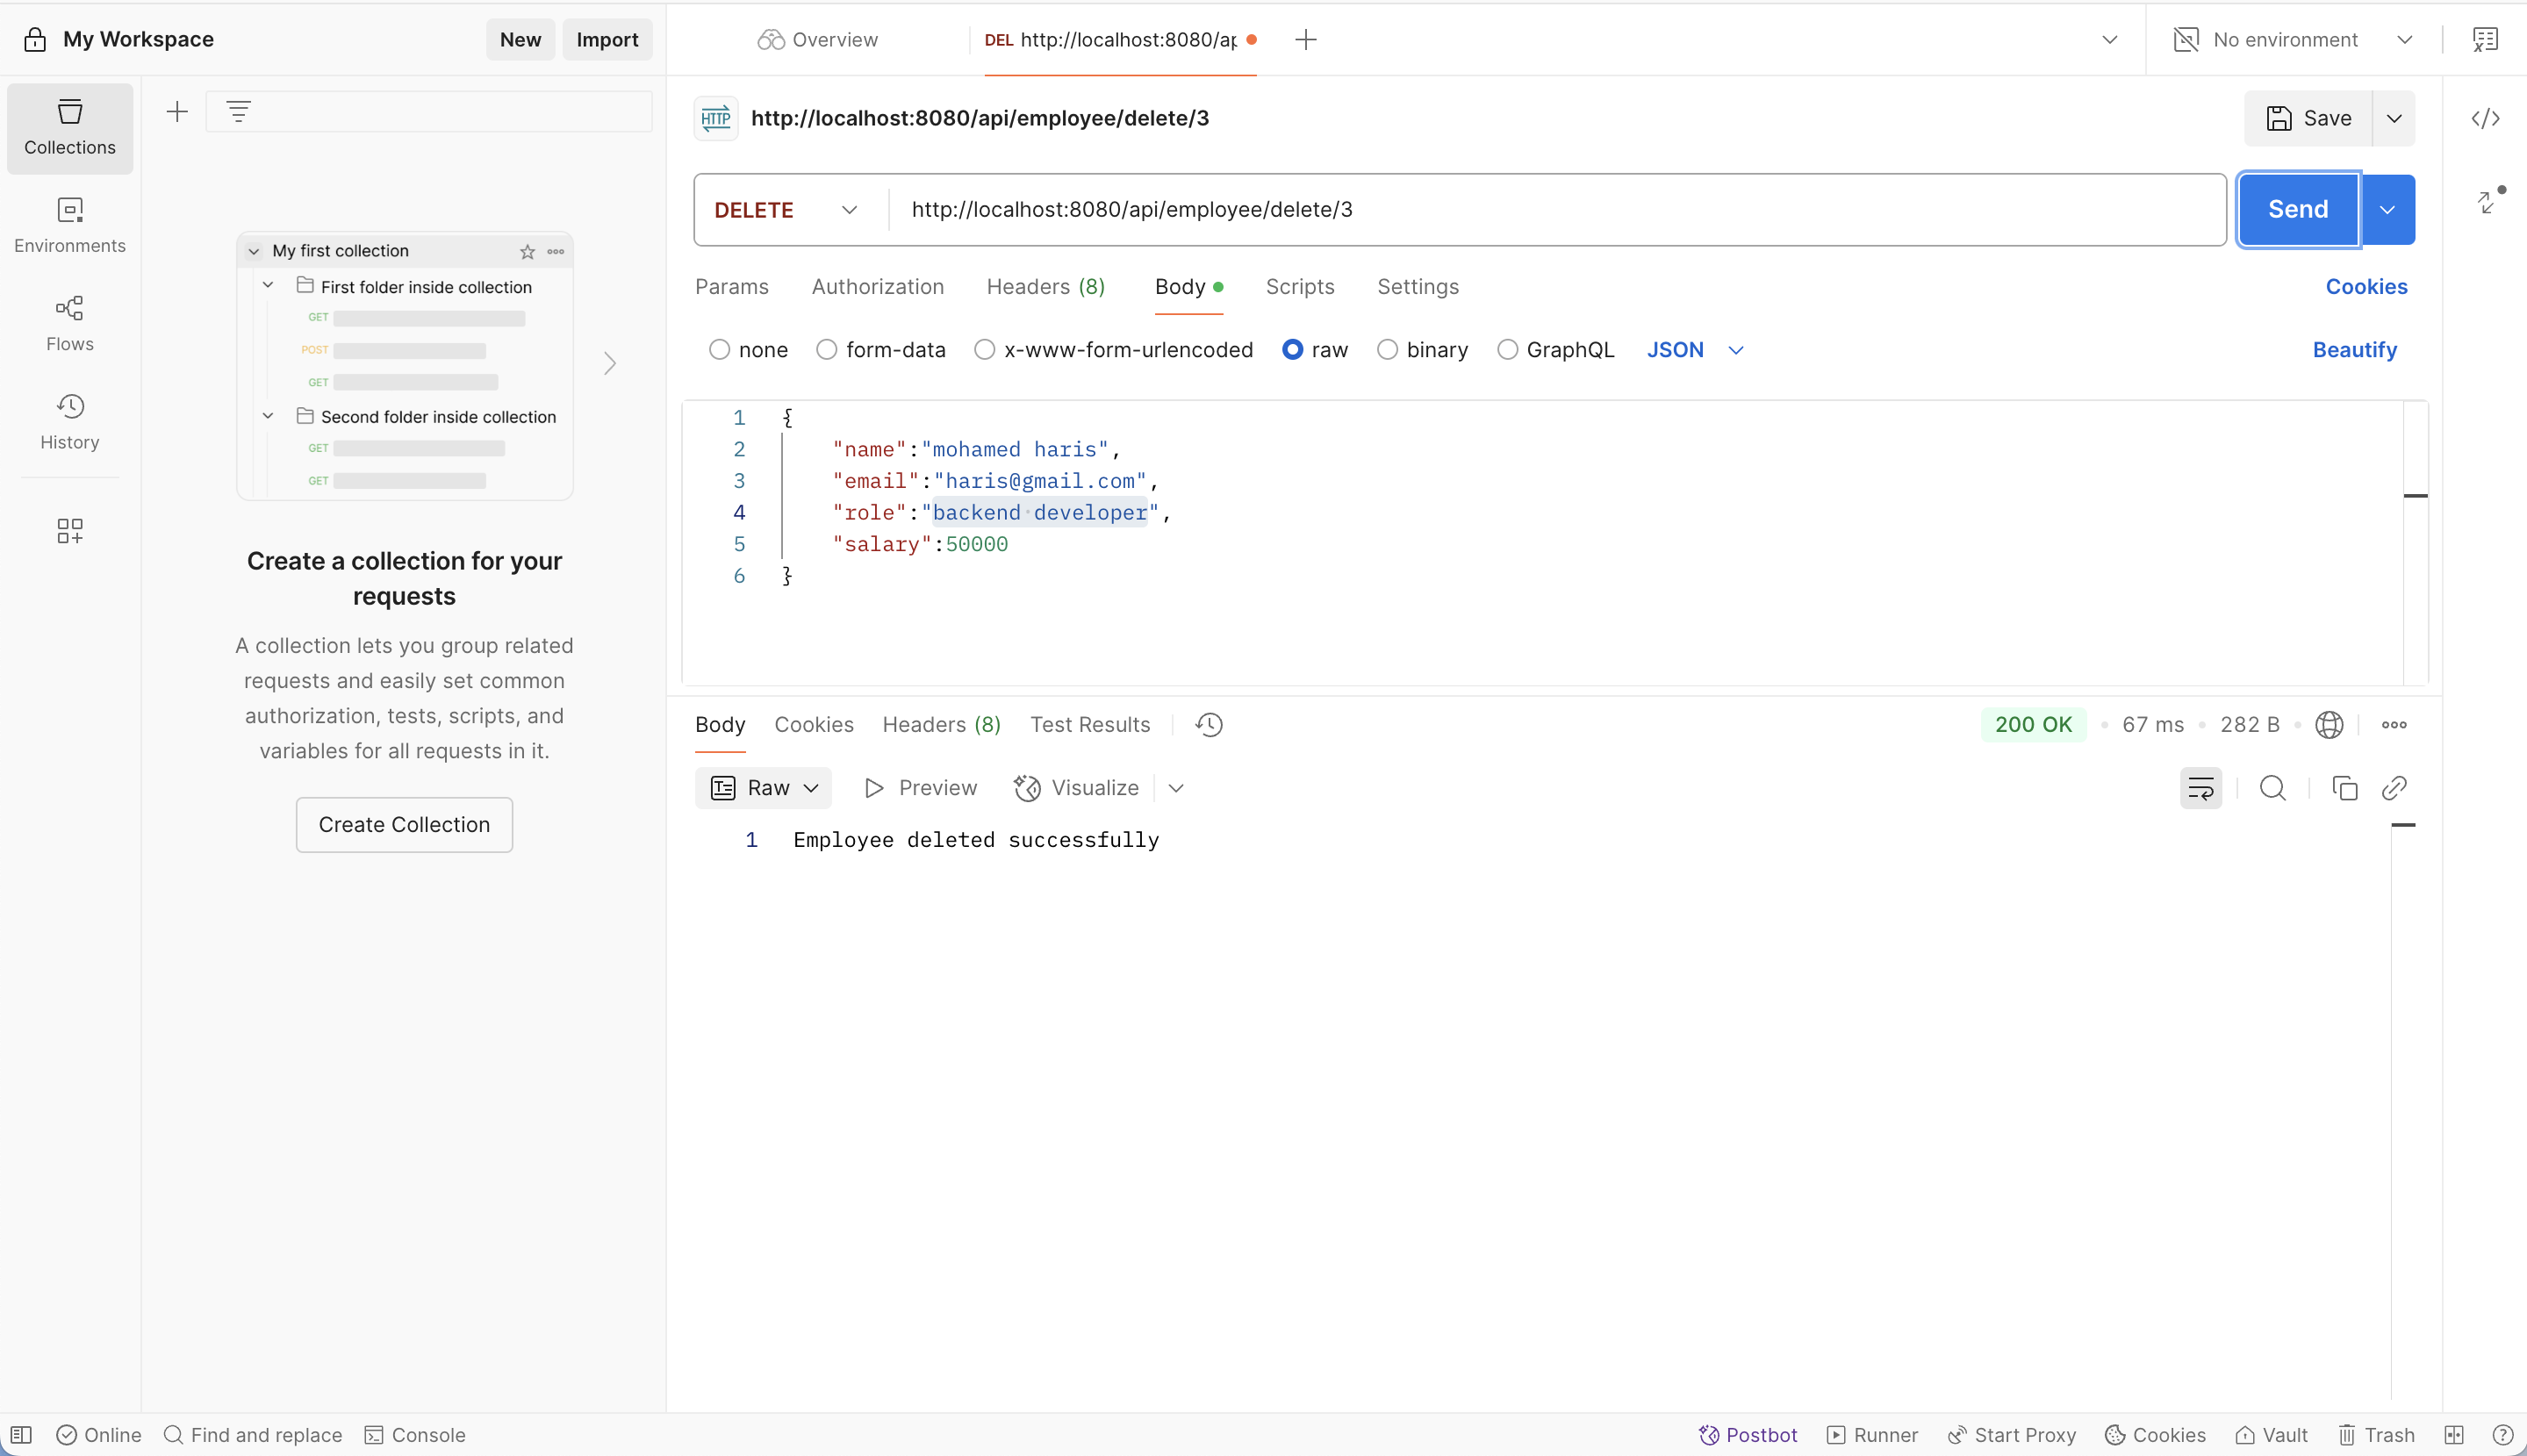 My Workspace
New
Import
Overview
DEL http://localhost:8080/ap
No environment
Collections
Environments
Flows
History
My first collection
First folder inside collection
GET
POST
GET
Second folder inside collection
GET
GET
Create a collection for your
requests
A collection lets you group related
requests and easily set common
authorization, tests, scripts, and
variables for all requests in it.
Create Collection
HTTP
http://localhost:8080/api/employee/delete/3
Save
DELETE
http://localhost:8080/api/employee/delete/3
Send
Params
Authorization
Headers (8)
Body
Scripts
Settings
Cookies
none
form-data
x-www-form-urlencoded
raw
binary
GraphQL
JSON
Beautify
1 {
2 "name":"mohamed haris",
3 "email":"haris@gmail.com",
4 "role":"backend developer",
5 "salary":50000
6 }
Body
Cookies
Headers (8)
Test Results
200 OK
67 ms
282 B
Raw
Preview
Visualize
1 Employee deleted successfully
Online
Find and replace
Console
Postbot
Runner
Start Proxy
Cookies
Vault
Trash